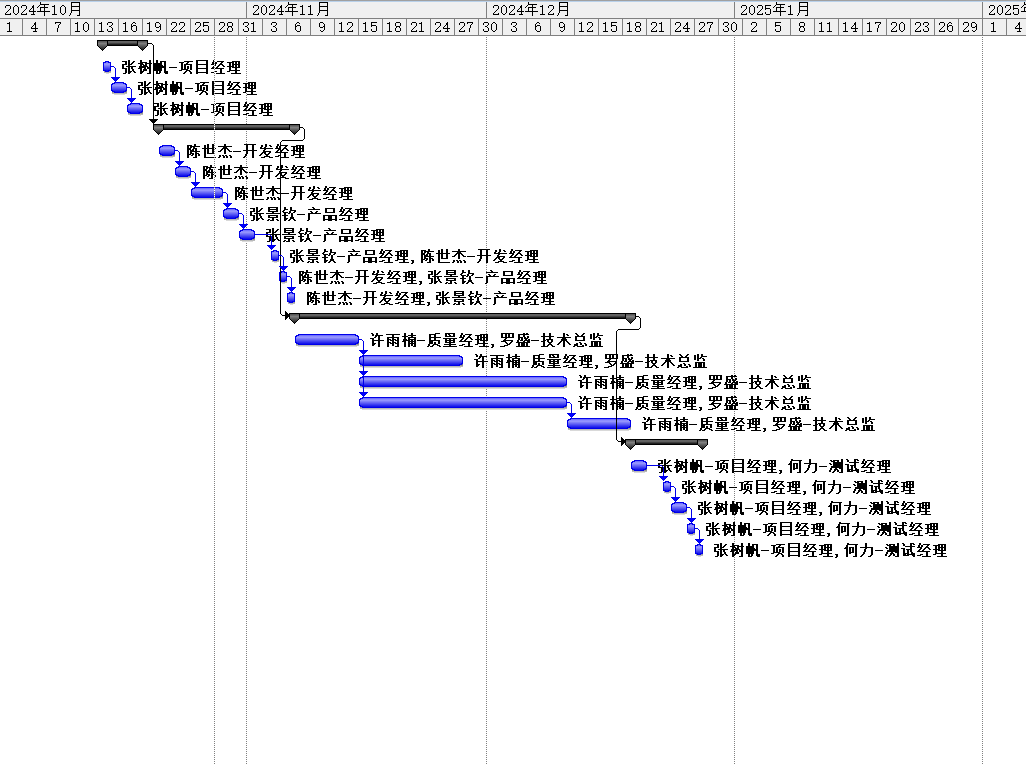 2024年10月 2024年11月 2024年12月 2025年1月 2025
1 4 7 10 13 16 19 22 25 28 31 3 6 9 12 15 18 21 24 27 30 3 6 9 12 15 18 21 24 27 30 2 5 8 11 14 17 20 23 26 29 1 4
张树帆-项目经理
张树帆-项目经理
张树帆-项目经理
陈世杰-开发经理
陈世杰-开发经理
陈世杰-开发经理
张景钦-产品经理
张景钦-产品经理
张景钦-产品经理,陈世杰-开发经理
陈世杰-开发经理,张景钦-产品经理
陈世杰-开发经理,张景钦-产品经理
许雨楠-质量经理,罗盛-技术总监
许雨楠-质量经理,罗盛-技术总监
许雨楠-质量经理,罗盛-技术总监
许雨楠-质量经理,罗盛-技术总监
许雨楠-质量经理,罗盛-技术总监
张树帆-项目经理,何力-测试经理
张树帆-项目经理,何力-测试经理
张树帆-项目经理,何力-测试经理
张树帆-项目经理,何力-测试经理
张树帆-项目经理,何力-测试经理